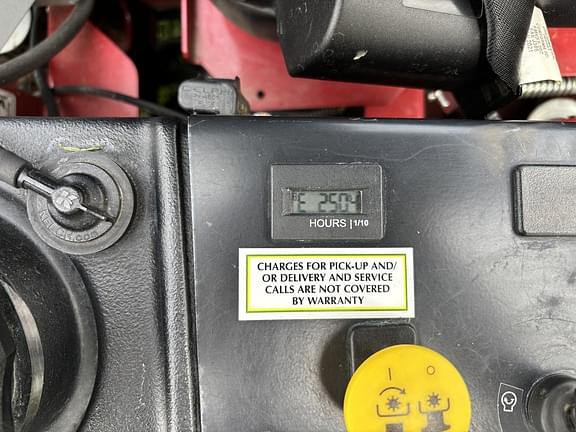 E 2504
HOURS 1/10
CHARGES FOR PICK-UP AND/
OR DELIVERY AND SERVICE
CALLS ARE NOT COVERED
BY WARRANTY